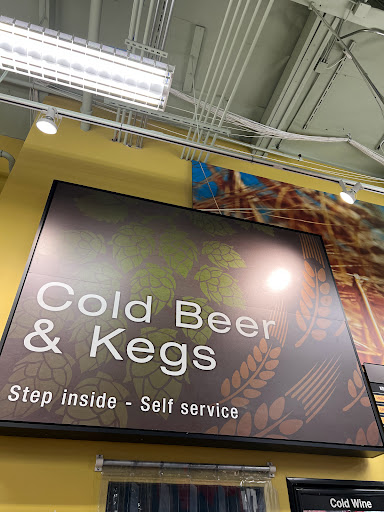 Cold Beer
& Kegs
Step inside - Self service
Cold Wine